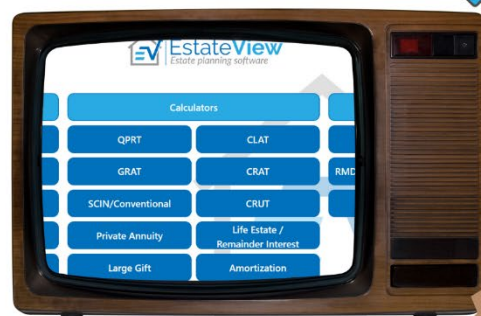 EV EstateView
Estate planning software
Calculators
QPRT CLAT
GRAT CRAT RMD
SCIN/Conventional CRUT
Private Annuity Life Estate /
Remainder Interest
Large Gift Amortization